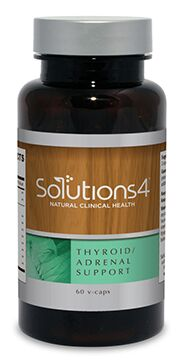 Solutions4
NATURAL CLINICAL HEALTH
THYROID/
ADRENAL
SUPPORT
60 v-caps